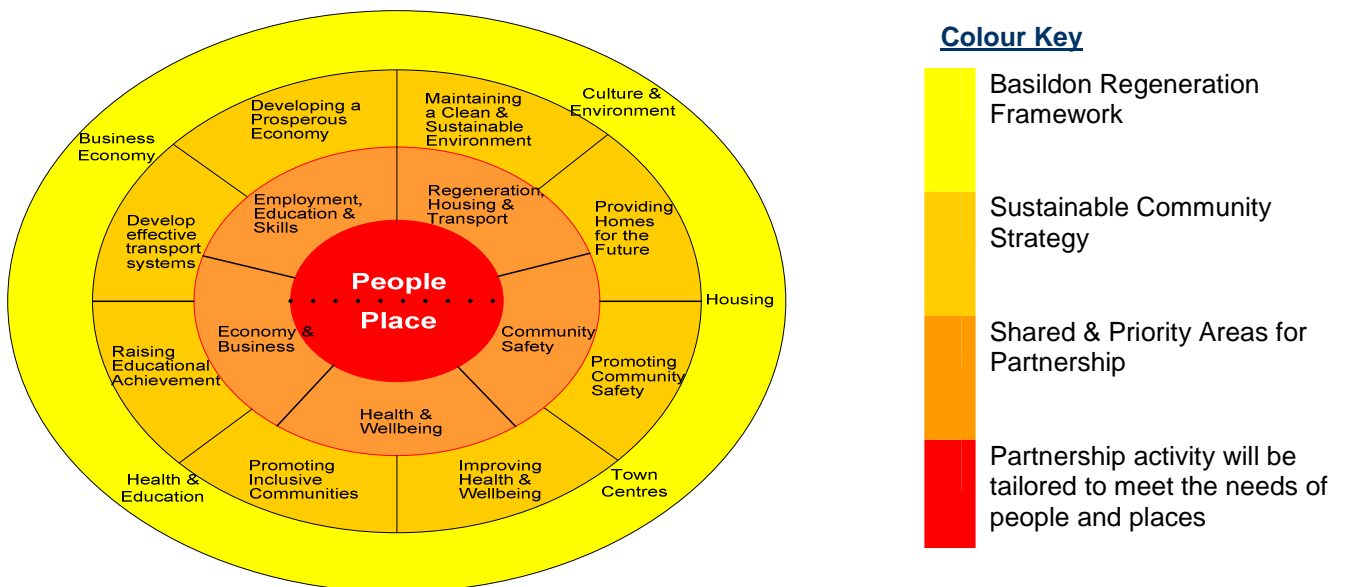 Business
Economy
Culture &
Environment
Housing
Town
Centres
Health &
Education
Developing a
Prosperous
Economy
Maintaining
a Clean &
Sustainable
Environment
Providing
Homes
for the
Future
Promoting
Community
Safety
Improving
Health &
Wellbeing
Promoting
Inclusive
Communities
Raising
Educational
Achievement
Develop
effective
transport
systems
Employment,
Education &
Skills
Regeneration,
Housing &
Transport
Community
Safety
Health &
Wellbeing
Economy &
Business
People
Place
Colour Key
Basildon Regeneration
Framework
Sustainable Community
Strategy
Shared & Priority Areas for
Partnership
Partnership activity will be
tailored to meet the needs of
people and places